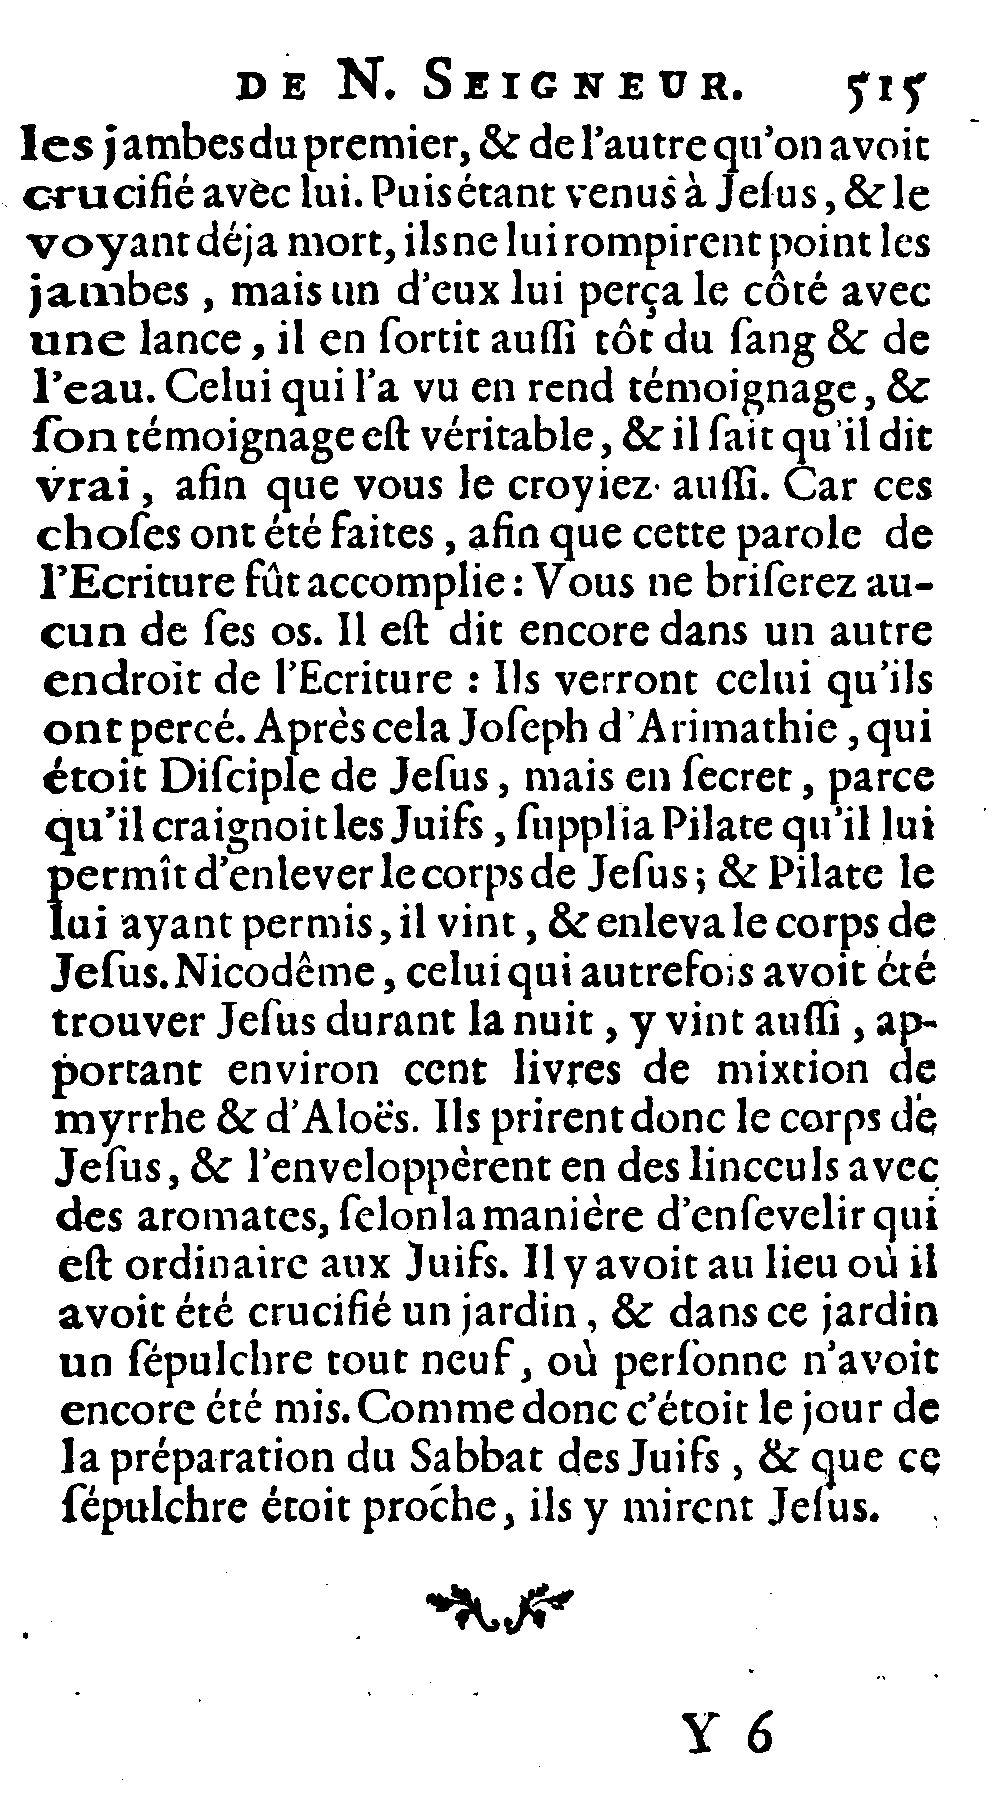 DE N. SEIGNEUR. 515
les jambes du premier, & de l'autre qu'on avoit
crucifié avec lui. Puis étant venus à Jeſus, & le
voyant déja mort, ils ne lui rompirent point les
jambes, mais un d'eux lui perça le côté avec
une lance, il en ſortit auſſi tôt du ſang & de
l'eau. Celui qui l'a vu en rend témoignage, &
ſon témoignage eſt véritable, & il ſait qu'il dit
vrai, afin que vous le croyiez auſſi. Car ces
choſes ont été faites, afin que cette parole de
l'Ecriture fût accomplie: Vous ne briſerez au-
cun de ſes os. Il eſt dit encore dans un autre
endroit de l'Ecriture : Ils verront celui qu'ils
ont percé. Après cela Joſeph d'Arimathie, qui
étoit Diſciple de Jeſus, mais en ſecret, parce
qu'il craignoit les Juifs, ſupplia Pilate qu'il lui
permît d'enlever le corps de Jeſus; & Pilate le
lui ayant permis, il vint, & enleva le corps de
Jeſus. Nicodême, celui qui autrefois avoit été
trouver Jeſus durant la nuit, y vint auſſi, ap-
portant environ cent livres de mixtion de
myrrhe & d'Aloës. Ils prirent donc le corps de
Jeſus, & l'enveloppèrent en des linceuls avec
des aromates, ſelon la manière d'enſevelir qui
eſt ordinaire aux Juifs. Il y avoit au lieu où il
avoit été crucifié un jardin, & dans ce jardin
un ſépulchre tout neuf, où perſonne n'avoit
encore été mis. Comme donc c'étoit le jour de
la préparation du Sabbat des Juifs, & que ce
ſépulchre étoit proche, ils y mirent Jeſus.
Y 6